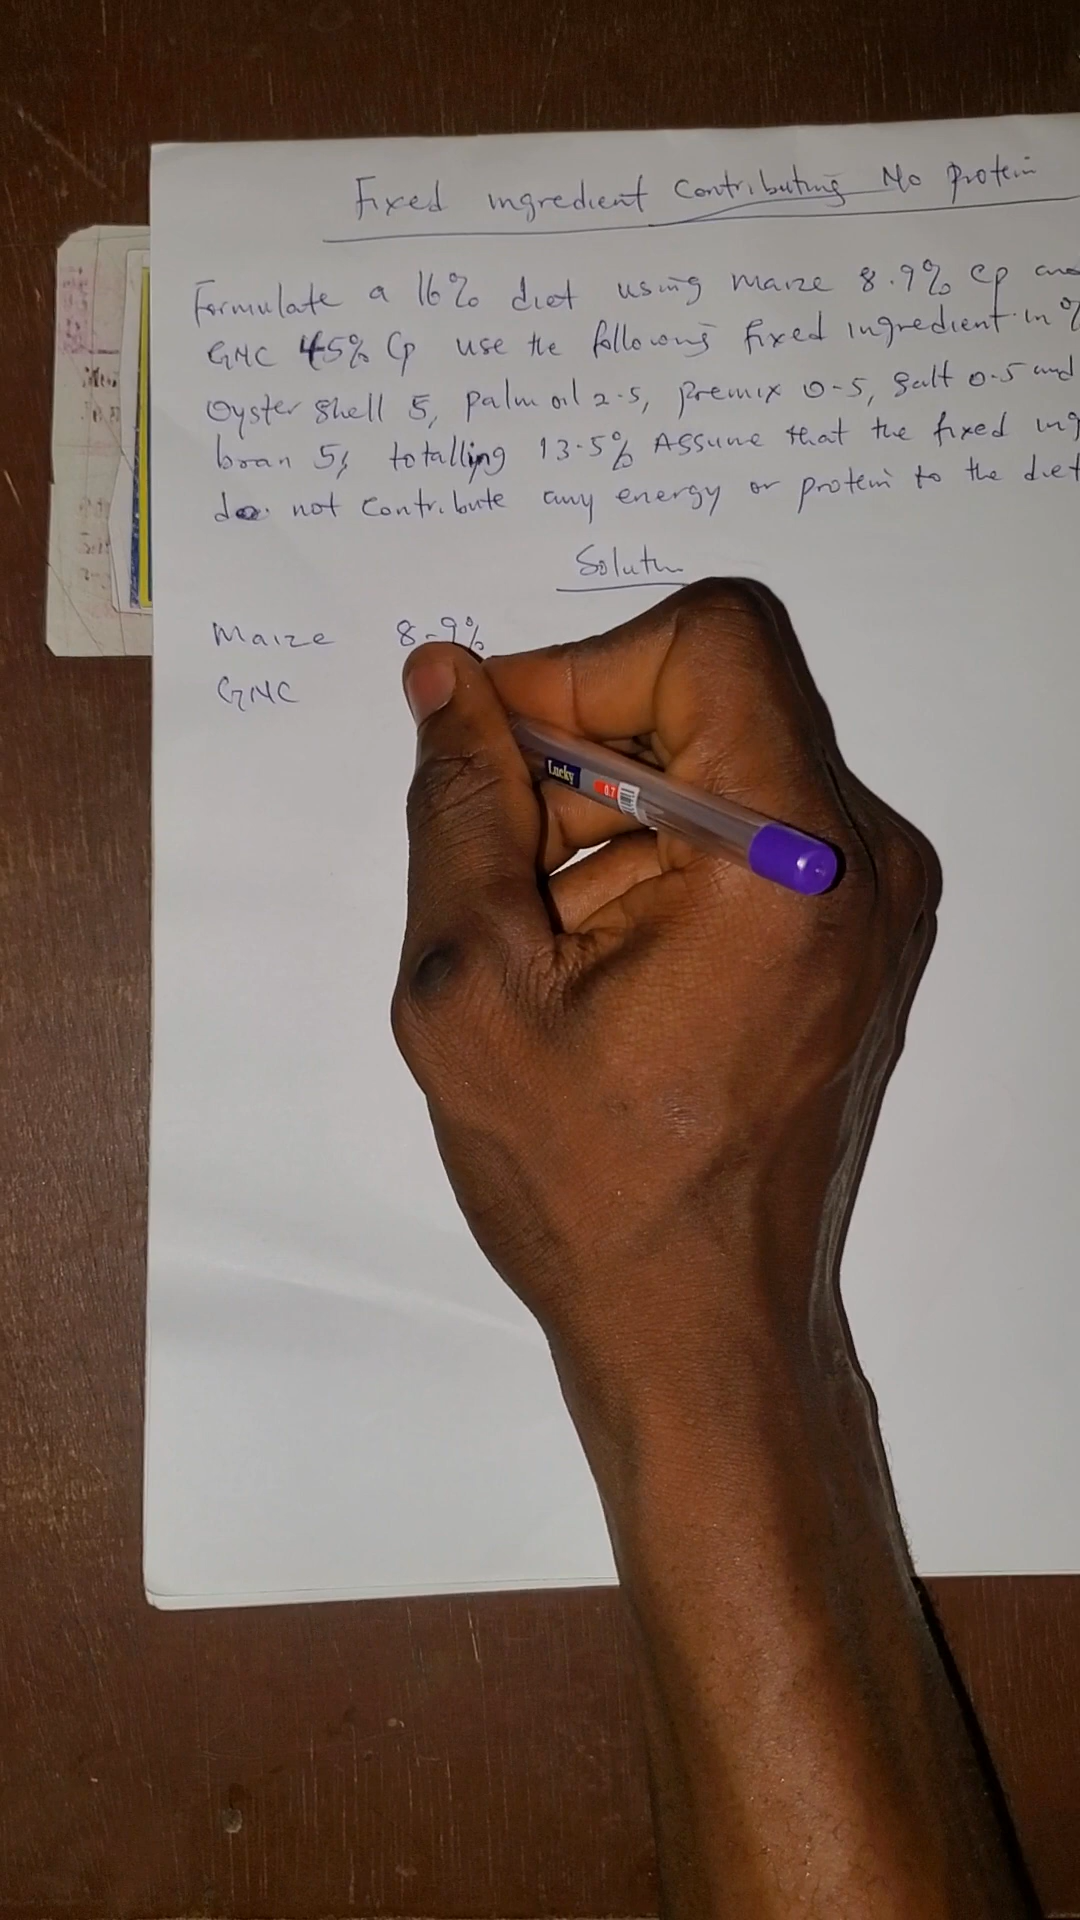 Fixed ingredient Contributing No protein
Formulate a 16% diet using maize 8.9% cp and
GNC 45% Cp use the following fixed ingredient in %
Oyster shell 5, palm oil 2.5, premix 0.5, salt 0.5 and
bran 5, totalling 13.5% Assume that the fixed ing
do not contribute any energy or protein to the diet
Solutn
Maize 8.9%
GNC
Lucky
0.7